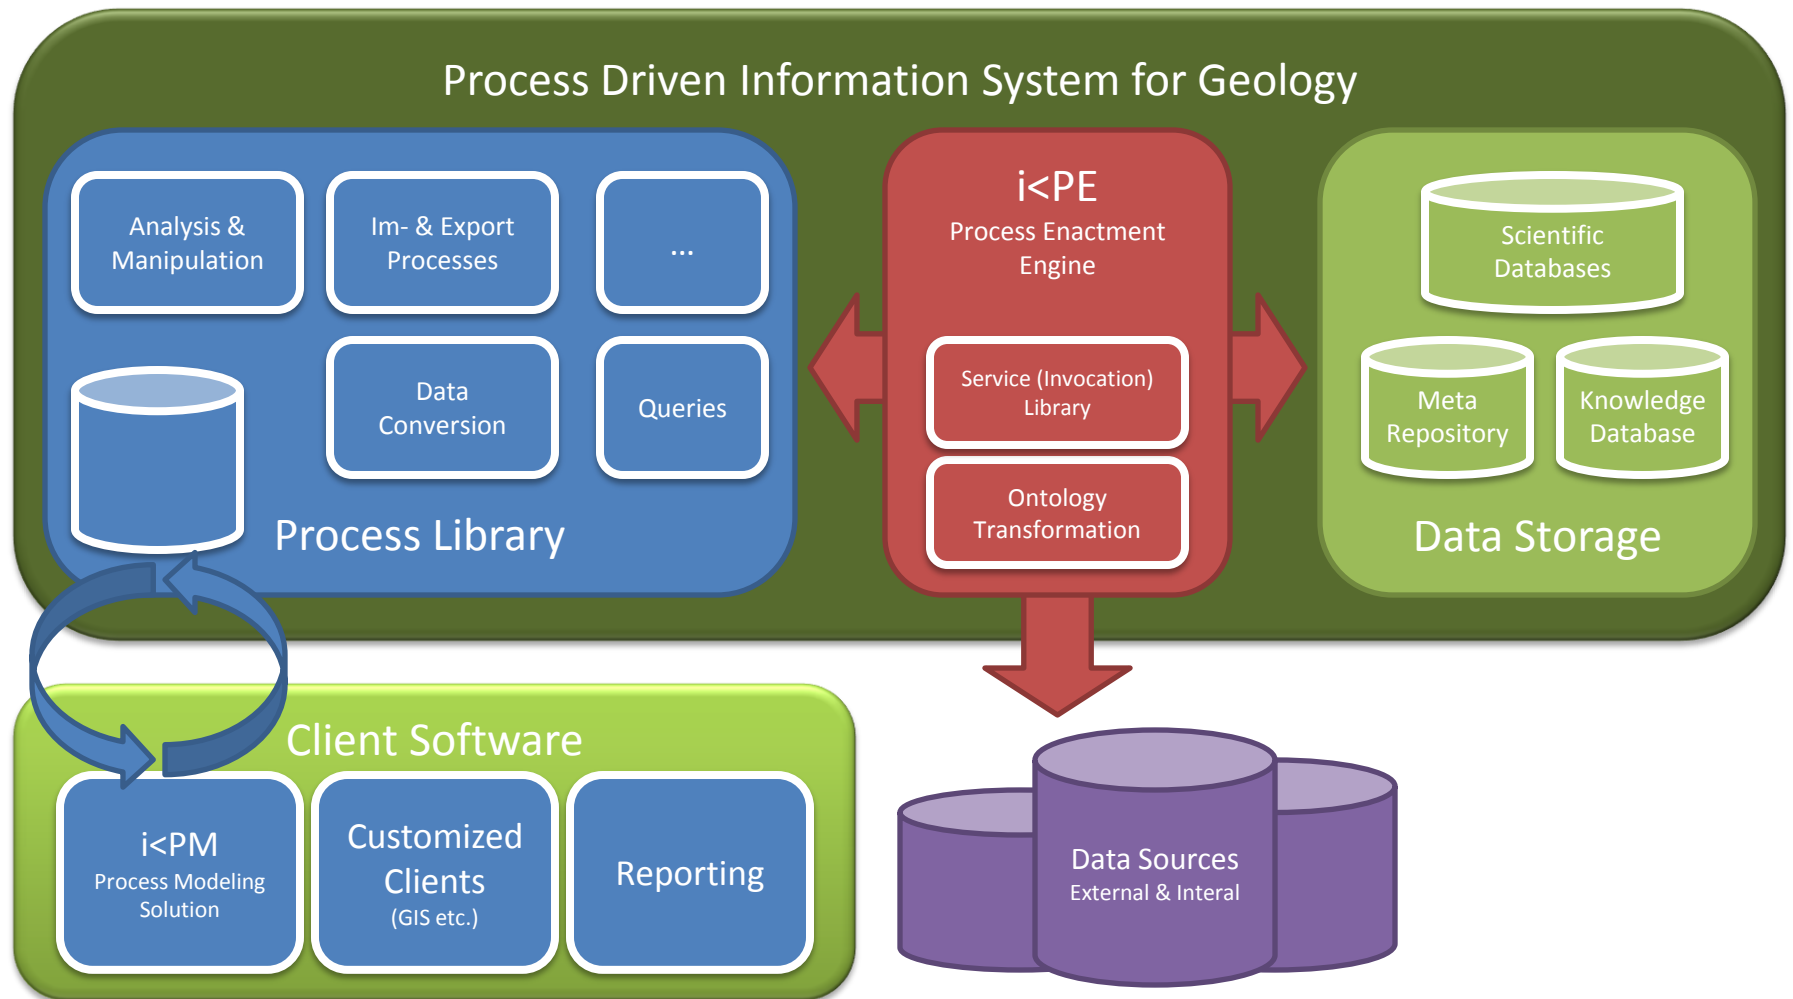 Process Driven Information System for Geology
Analysis &
Manipulation
Im- & Export
Processes
...
Data
Conversion
Queries
Process Library
i<PE
Process Enactment
Engine
Service (Invocation)
Library
Ontology
Transformation
Scientific
Databases
Meta
Repository
Knowledge
Database
Data Storage
Client Software
i<PM
Process Modeling
Solution
Customized
Clients
(GIS etc.)
Reporting
Data Sources
External & Interal